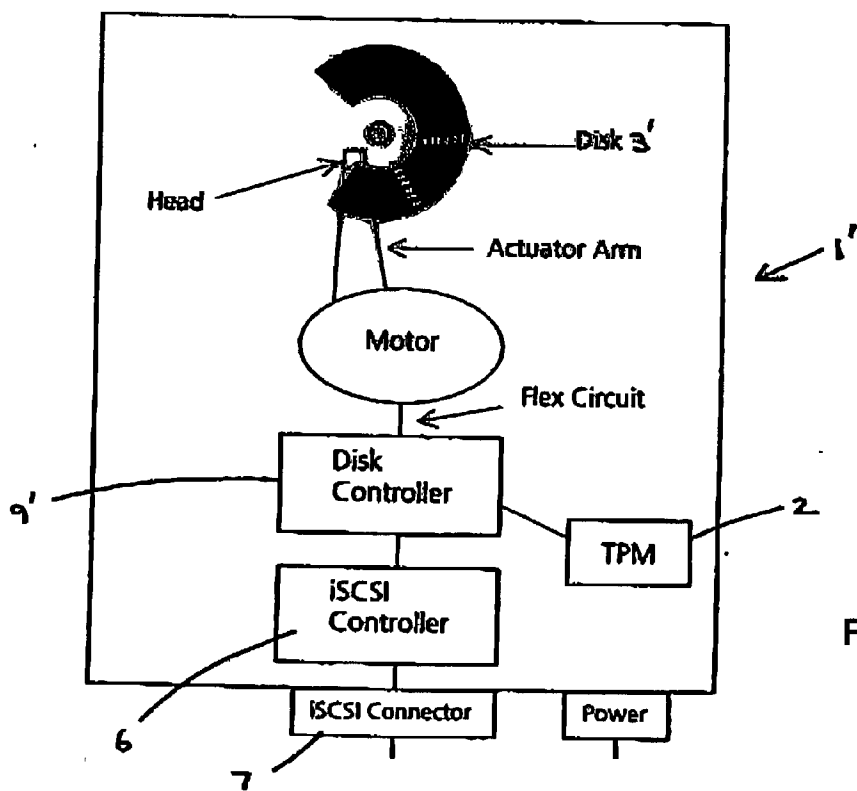 Disk 3'
Head
Actuator Arm
1'
Motor
Flex Circuit
Disk
Controller
9'
2
TPM
iSCSI
Controller
F
iSCSI Connector
Power
6
7